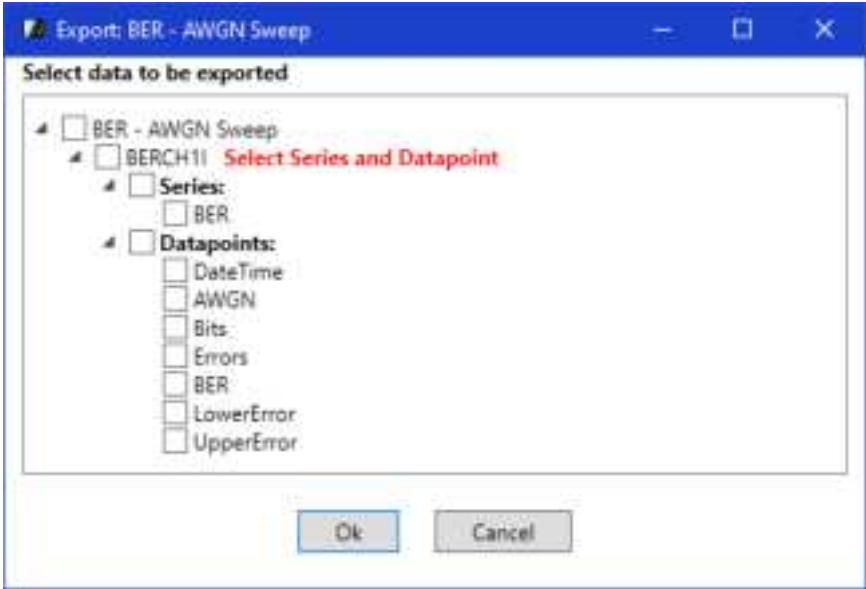 Export: BER - AWGN Sweep
Select data to be exported
BER - AWGN Sweep
BERCH1I Select Series and Datapoint
Series:
BER
Datapoints:
DateTime
AWGN
Bits
Errors
BER
LowerError
UpperError
Ok Cancel